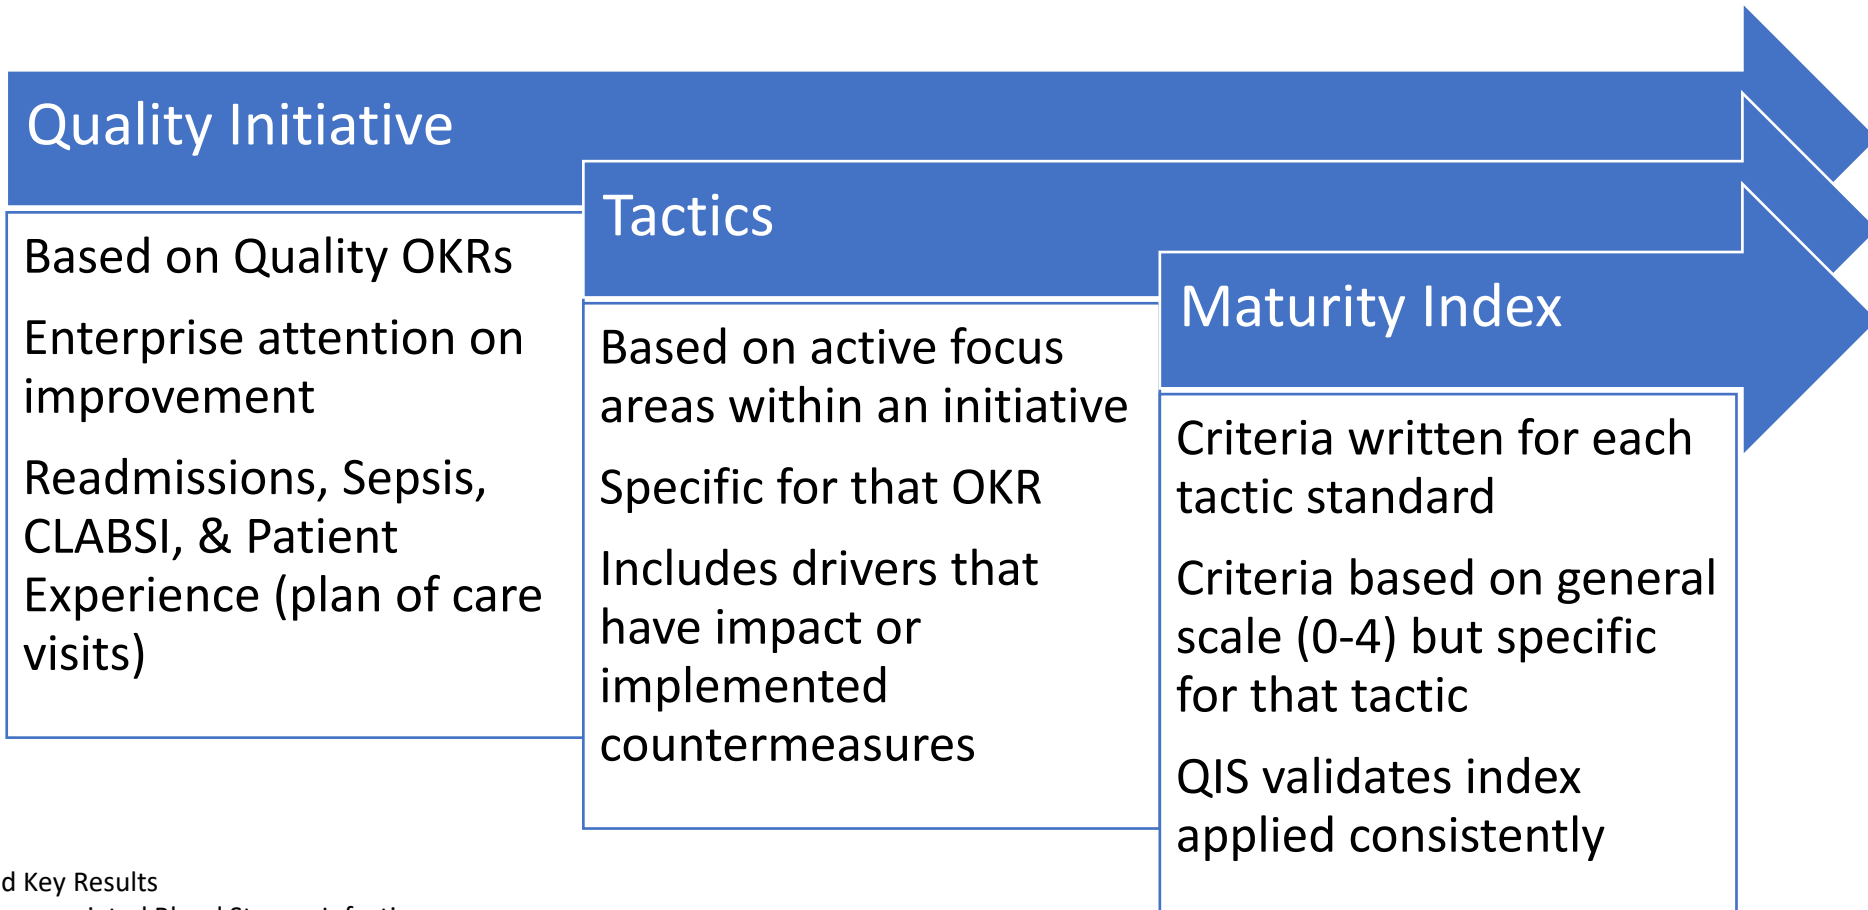 Quality Initiative
Based on Quality OKRs
Enterprise attention on
improvement
Readmissions, Sepsis,
CLABSI, & Patient
Experience (plan of care
visits)
Tactics
Based on active focus
areas within an initiative
Specific for that OKR
Includes drivers that
have impact or
implemented
countermeasures
Maturity Index
Criteria written for each
tactic standard
Criteria based on general
scale (0-4) but specific
for that tactic
QIS validates index
applied consistently
d Key Results